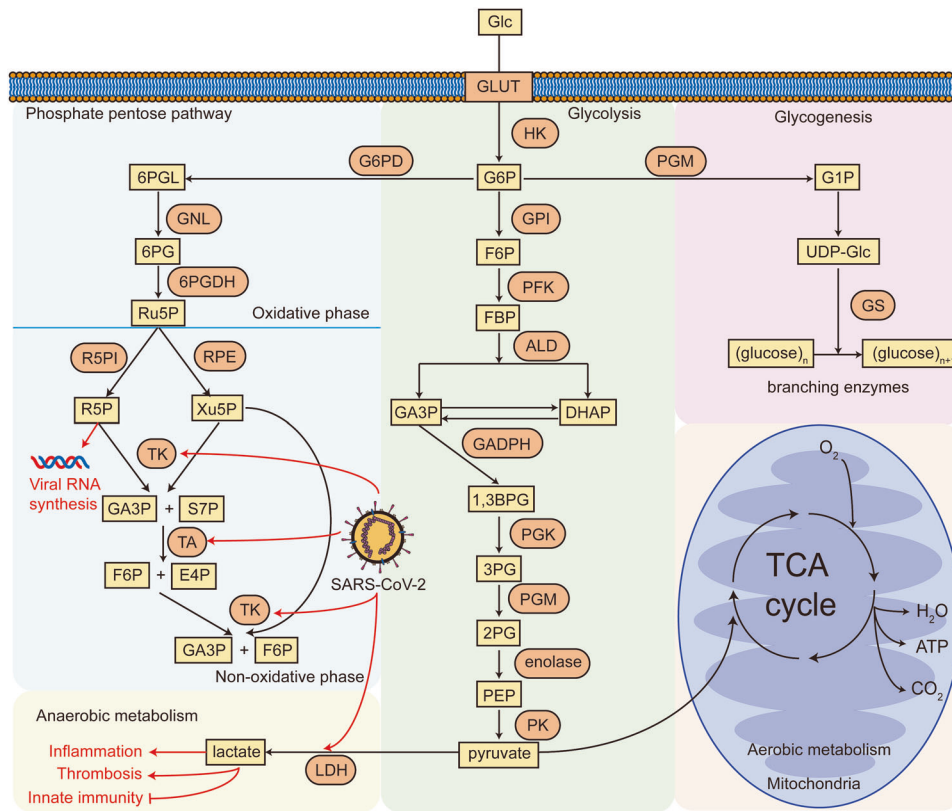 Glc
GLUT
Phosphate pentose pathway
Glycolysis
Glycogenesis
HK
G6PD
PGM
6PGL
G6P
G1P
GNL
GPI
6PG
F6P
UDP-Glc
6PGDH
PFK
GS
Ru5P
Oxidative phase
FBP
R5PI
RPE
ALD
(glucose)n
(glucose)n+
branching enzymes
R5P
Xu5P
GA3P
DHAP
TK
GADPH
Viral RNA
synthesis
GA3P + S7P
1,3BPG
O2
TA
PGK
F6P + E4P
SARS-CoV-2
3PG
TCA
cycle
TK
PGM
H2O
2PG
ATP
GA3P + F6P
enolase
Non-oxidative phase
PEP
CO2
Anaerobic metabolism
PK
Inflammation
lactate
LDH
pyruvate
Aerobic metabolism
Thrombosis
Mitochondria
Innate immunity